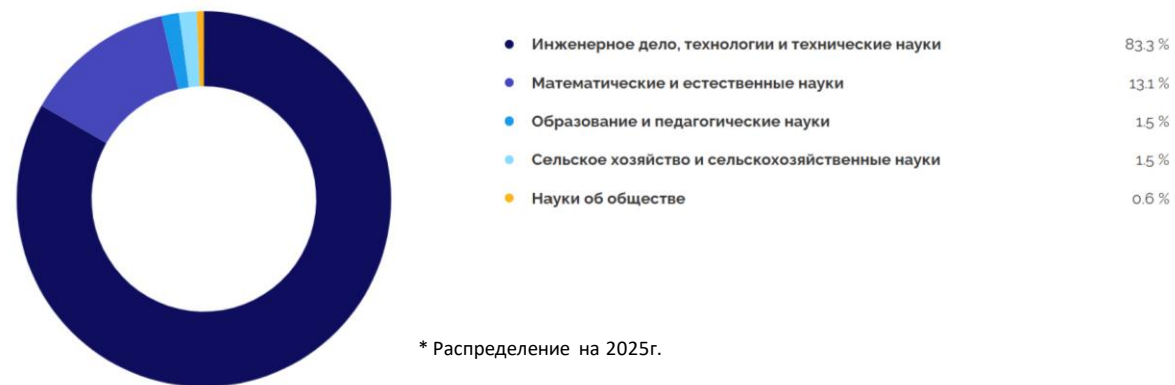 Инженерное дело, технологии и технические науки 83.3 %
Математические и естественные науки 13.1 %
Образование и педагогические науки 1.5 %
Сельское хозяйство и сельскохозяйственные науки 1.5 %
Науки об обществе 0.6 %
* Распределение на 2025г.